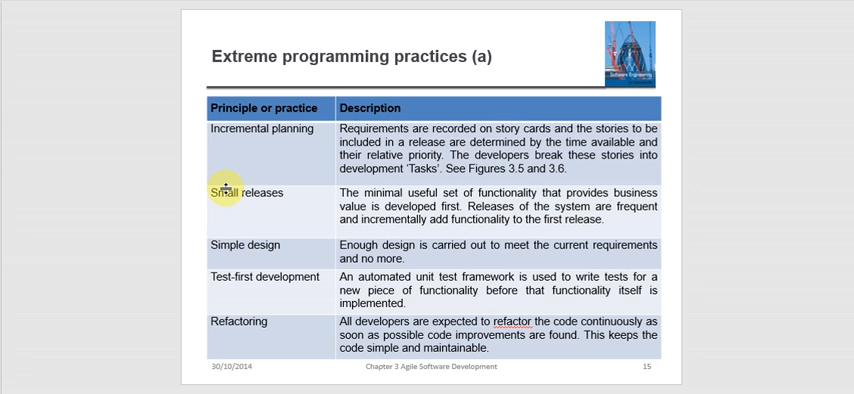 Extreme programming practices (a)
Software Engineering
Principle or practice
Description
Incremental planning
Requirements are recorded on story cards and the stories to be
included in a release are determined by the time available and
their relative priority. The developers break these stories into
development 'Tasks'. See Figures 3.5 and 3.6.
Small releases
The minimal useful set of functionality that provides business
value is developed first. Releases of the system are frequent
and incrementally add functionality to the first release.
Simple design
Enough design is carried out to meet the current requirements
and no more.
Test-first development
An automated unit test framework is used to write tests for a
new piece of functionality before that functionality itself is
implemented.
Refactoring
All developers are expected to refactor the code continuously as
soon as possible code improvements are found. This keeps the
code simple and maintainable.
30/10/2014
Chapter 3 Agile Software Development
15